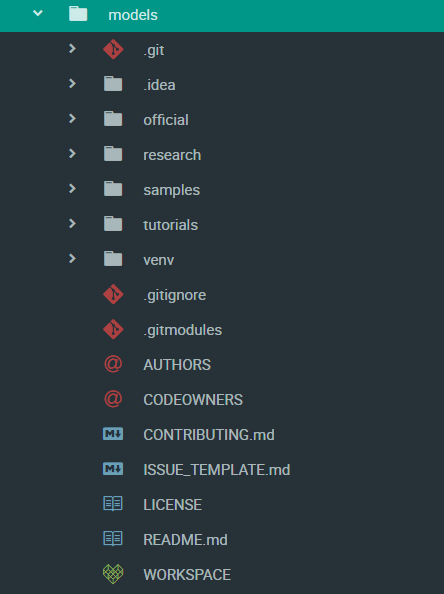 models
.git
.idea
official
research
samples
tutorials
venv
.gitignore
.gitmodules
AUTHORS
CODEOWNERS
CONTRIBUTING.md
ISSUE_TEMPLATE.md
LICENSE
README.md
WORKSPACE